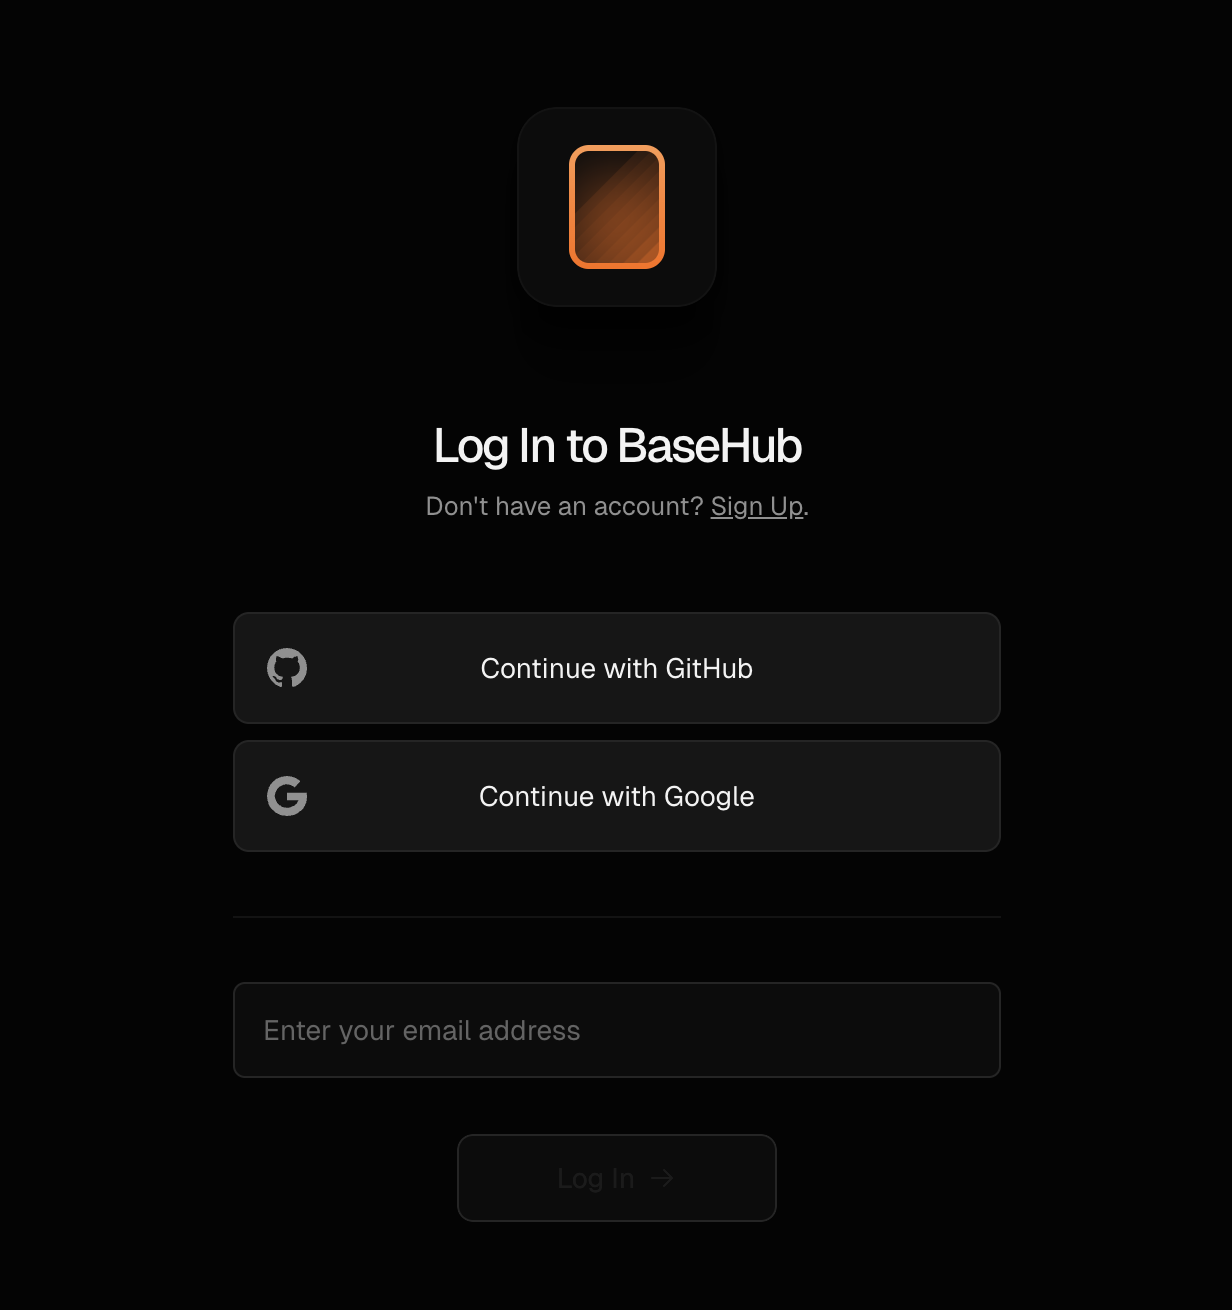 Log In to BaseHub
Don't have an account? Sign Up.
Continue with GitHub
Continue with Google
Enter your email address
Log In →